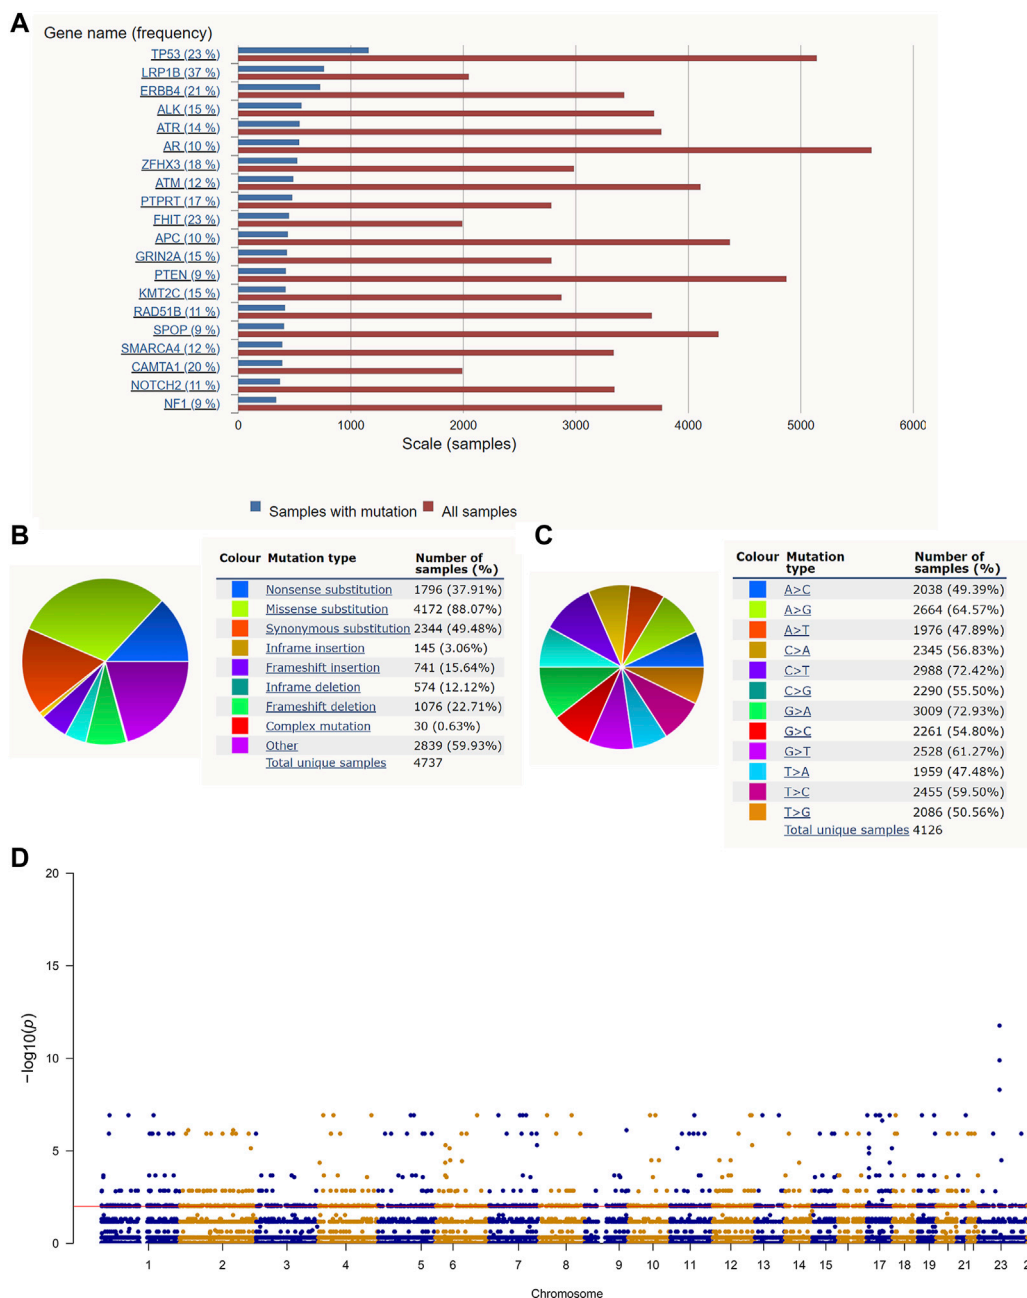 A
Gene name (frequency)
TP53 (23 %)
LRP1B (37 %)
ERBB4 (21 %)
ALK (15 %)
ATR (14 %)
AR (10 %)
ZFHX3 (18 %)
ATM (12 %)
PTPRT (17 %)
FHIT (23 %)
APC (10 %)
GRIN2A (15 %)
PTEN (9 %)
KMT2C (15 %)
RAD51B (11 %)
SPOP (9 %)
SMARCA4 (12 %)
CAMTA1 (20 %)
NOTCH2 (11 %)
NF1 (9 %)
0 1000 2000 3000 4000 5000 6000
Scale (samples)
Samples with mutation All samples
B
Colour Mutation type Number of samples (%)
Nonsense substitution 1796 (37.91%)
Missense substitution 4172 (88.07%)
Synonymous substitution 2344 (49.48%)
Inframe insertion 145 (3.06%)
Frameshift insertion 741 (15.64%)
Inframe deletion 574 (12.12%)
Frameshift deletion 1076 (22.71%)
Complex mutation 30 (0.63%)
Other 2839 (59.93%)
Total unique samples 4737
C
Colour Mutation type Number of samples (%)
A>C 2038 (49.39%)
A>G 2664 (64.57%)
A>T 1976 (47.89%)
C>A 2345 (56.83%)
C>T 2988 (72.42%)
C>G 2290 (55.50%)
G>A 3009 (72.93%)
G>C 2261 (54.80%)
G>T 2528 (61.27%)
T>A 1959 (47.48%)
T>C 2455 (59.50%)
T>G 2086 (50.56%)
Total unique samples 4126
D
20
15
10
5
0
−log10(p)
1 2 3 4 5 6 7 8 9 10 11 12 13 14 15 17 18 19 21 23 2
Chromosome